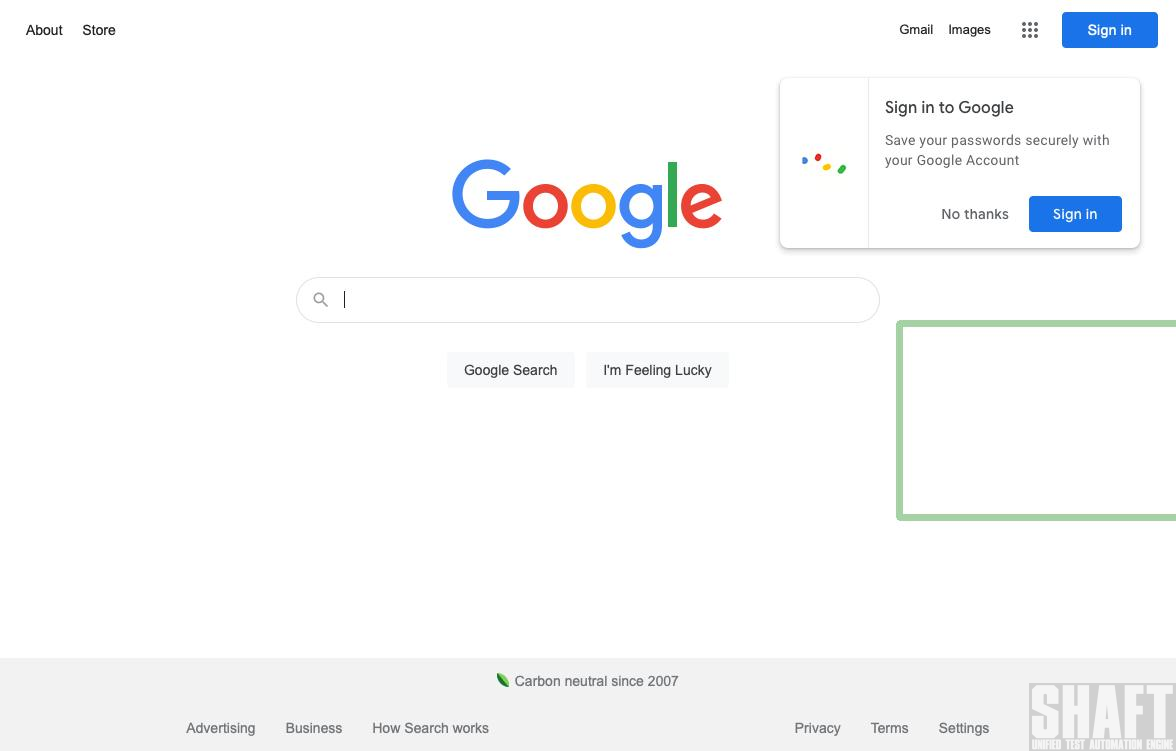 About Store
Gmail Images
Sign in
Sign in to Google
Save your passwords securely with
your Google Account
No thanks Sign in
Google
Google Search I'm Feeling Lucky
Carbon neutral since 2007
Advertising Business How Search works
Privacy Terms Settings
SHAFT
UNIFIED TEST AUTOMATION ENGINE